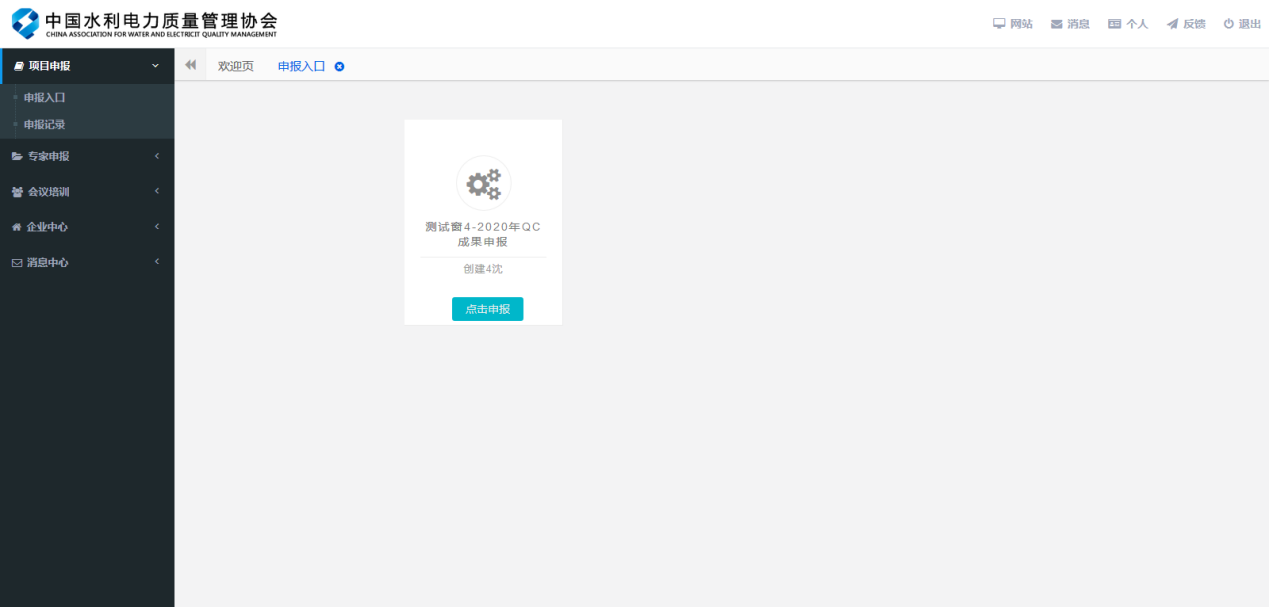 中国水利电力质量管理协会
CHINA ASSOCIATION FOR WATER AND ELECTRICIT QUALITY MANAGEMENT
网站 消息 个人 反馈 退出
项目申报
欢迎页 申报入口
申报入口
申报记录
专家申报
会议培训
企业中心
消息中心
测试窗4-2020年QC
成果申报
创建4沈
点击申报